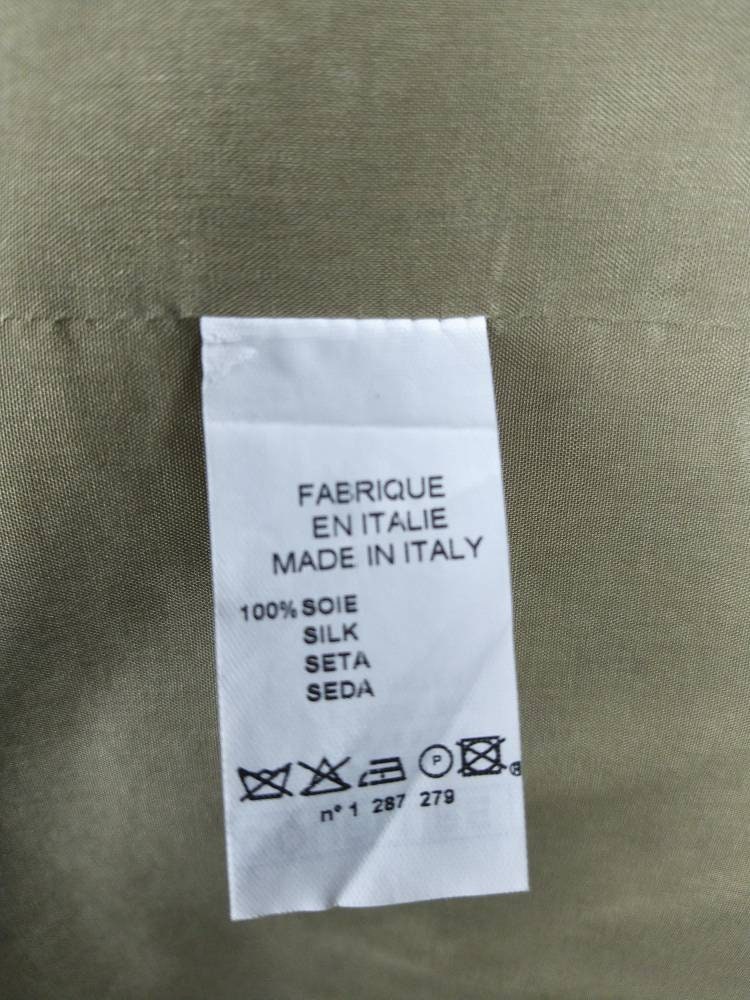 FABRIQUE
EN ITALIE
MADE IN ITALY
100% SOIE
SILK
SETA
SEDA
P
®
n° 1 287 279